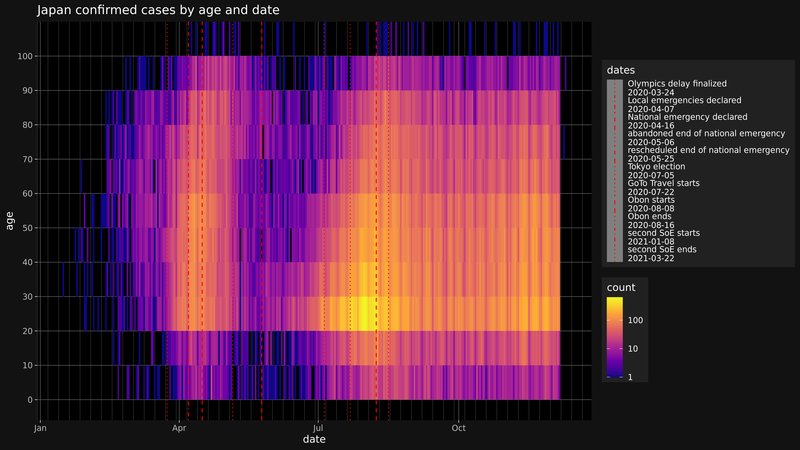 Japan confirmed cases by age and date
age
100
90
80
70
60
50
40
30
20
10
0
Jan
Apr
Jul
Oct
date
dates
Olympics delay finalized
2020-03-24
Local emergencies declared
2020-04-07
National emergency declared
2020-04-16
abandoned end of national emergency
2020-05-06
rescheduled end of national emergency
2020-05-25
Tokyo election
2020-07-05
GoTo Travel starts
2020-07-22
Obon starts
2020-08-08
Obon ends
2020-08-16
second SoE starts
2021-01-08
second SoE ends
2021-03-22
count
100
10
1